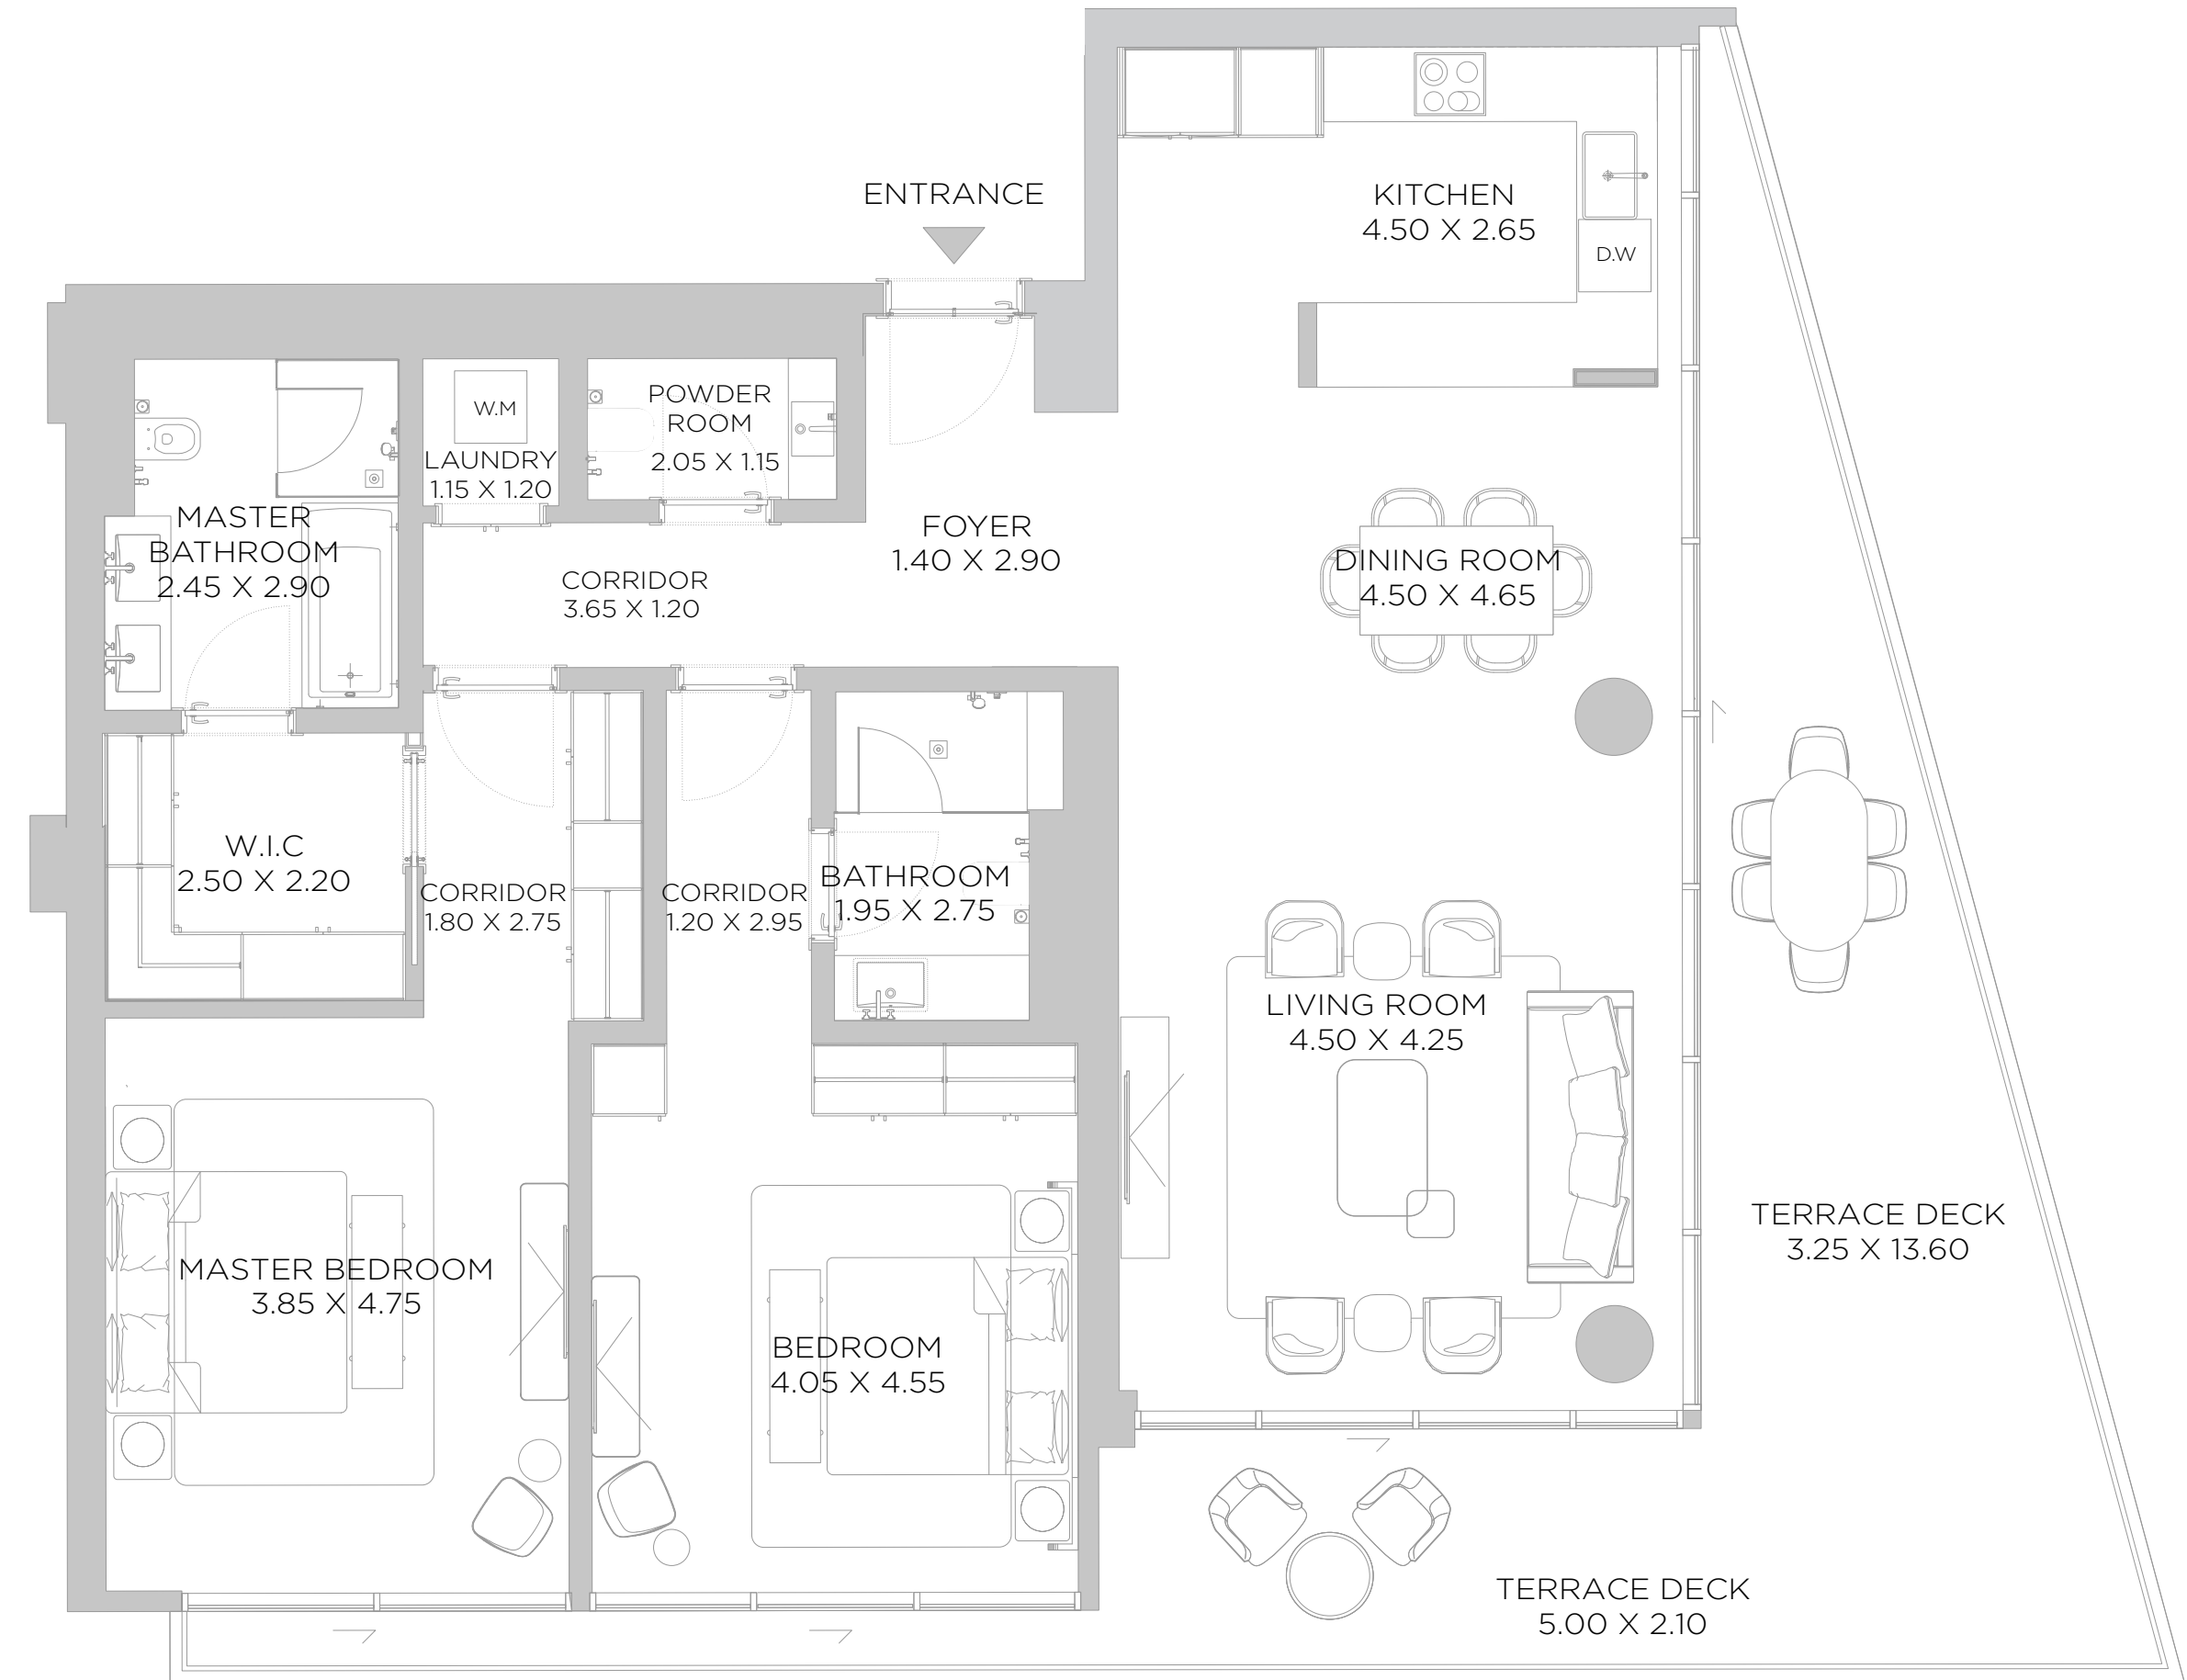 ENTRANCE
KITCHEN
4.50 X 2.65
D.W
POWDER
ROOM
2.05 X 1.15
W.M
LAUNDRY
1.15 X 1.20
MASTER
BATHROOM
2.45 X 2.90
FOYER
1.40 X 2.90
CORRIDOR
3.65 X 1.20
DINING ROOM
4.50 X 4.65
W.I.C
2.50 X 2.20
CORRIDOR
1.80 X 2.75
CORRIDOR
1.20 X 2.95
BATHROOM
1.95 X 2.75
LIVING ROOM
4.50 X 4.25
TERRACE DECK
3.25 X 13.60
MASTER BEDROOM
3.85 X 4.75
BEDROOM
4.05 X 4.55
TERRACE DECK
5.00 X 2.10